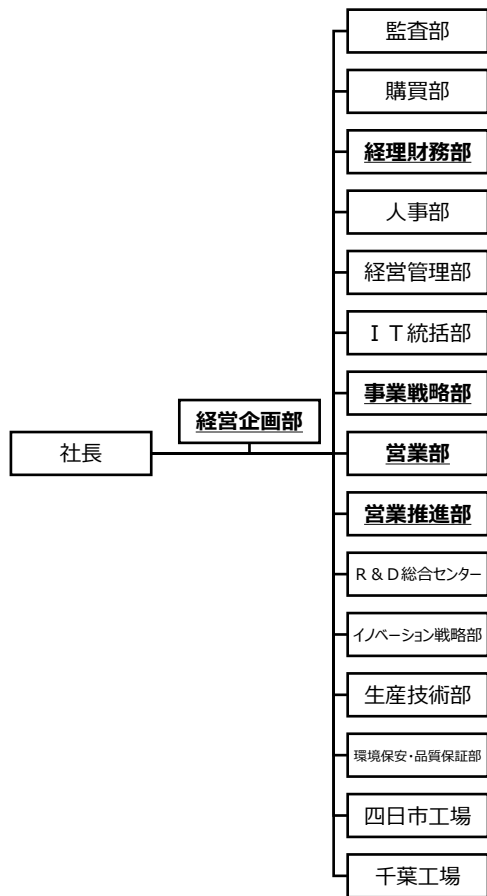 監査部
購買部
経理財務部
人事部
経営管理部
ＩＴ統括部
事業戦略部
経営企画部
社長
営業部
営業推進部
Ｒ＆Ｄ総合センター
イノベーション戦略部
生産技術部
環境保安・品質保証部
四日市工場
千葉工場